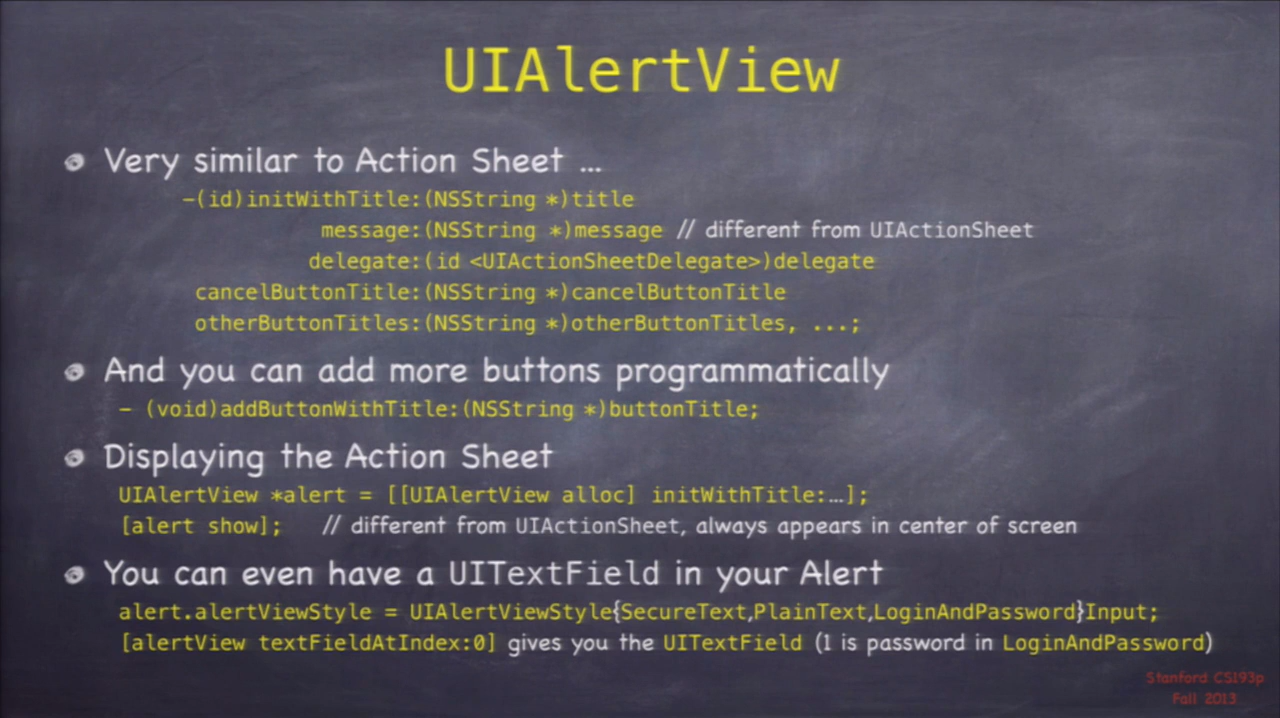 UIAlertView
Very similar to Action Sheet ...
-(id)initWithTitle:(NSString *)title
message:(NSString *)message // different from UIActionSheet
delegate:(id <UIActionSheetDelegate>)delegate
cancelButtonTitle:(NSString *)cancelButtonTitle
otherButtonTitles:(NSString *)otherButtonTitles, ...;
And you can add more buttons programmatically
- (void)addButtonWithTitle:(NSString *)buttonTitle;
Displaying the Action Sheet
UIAlertView *alert = [[UIAlertView alloc] initWithTitle:…];
[alert show]; // different from UIActionSheet, always appears in center of screen
You can even have a UITextField in your Alert
alert.alertViewStyle = UIAlertViewStyle{SecureText,PlainText,LoginAndPassword}Input;
[alertView textFieldAtIndex:0] gives you the UITextField (1 is password in LoginAndPassword)
Stanford CS193p
Fall 2013